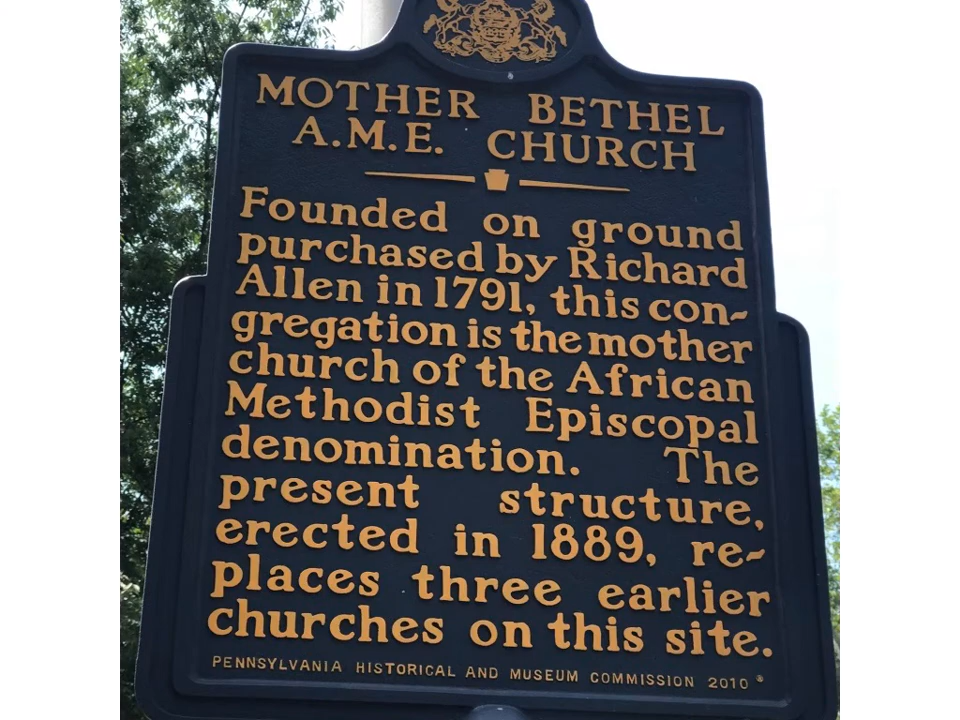 MOTHER BETHEL
A.M.E. CHURCH
Founded on ground
purchased by Richard
Allen in 1791, this con-
gregation is the mother
church of the African
Methodist Episcopal
denomination. The
present structure,
erected in 1889, re-
places three earlier
churches on this site.
PENNSYLVANIA HISTORICAL AND MUSEUM COMMISSION 2010